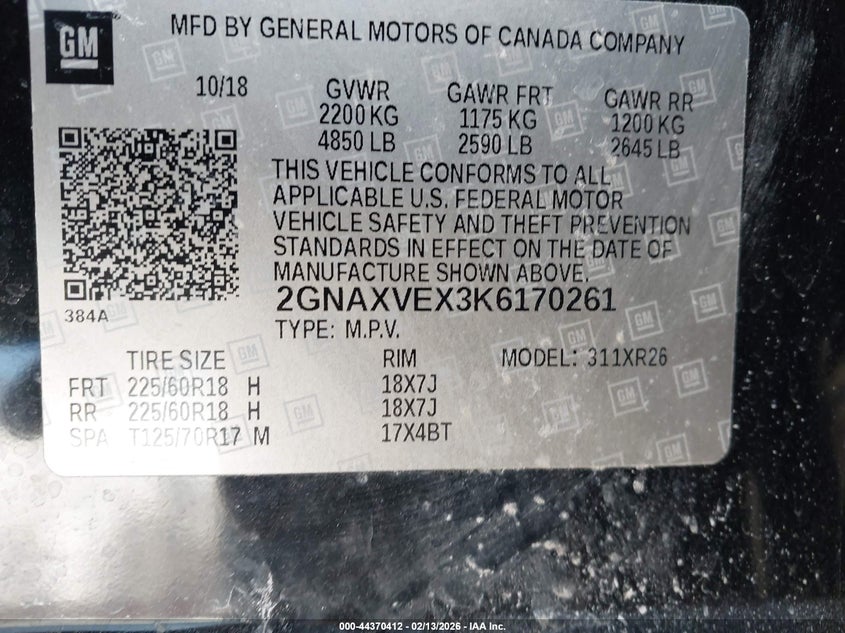 GM
MFD BY GENERAL MOTORS OF CANADA COMPANY
10/18 GVWR GAWR FRT GAWR RR
2200 KG 1175 KG 1200 KG
4850 LB 2590 LB 2645 LB
THIS VEHICLE CONFORMS TO ALL
APPLICABLE U.S. FEDERAL MOTOR
VEHICLE SAFETY AND THEFT PREVENTION
STANDARDS IN EFFECT ON THE DATE OF
MANUFACTURE SHOWN ABOVE.
2GNAXVEX3K6170261
384A
TYPE: M.P.V.
TIRE SIZE RIM MODEL: 311XR26
FRT 225/60R18 H 18X7J
RR 225/60R18 H 18X7J
SPA T125/70R17 M 17X4BT
000-44370412 - 02/13/2026 - IAA Inc.